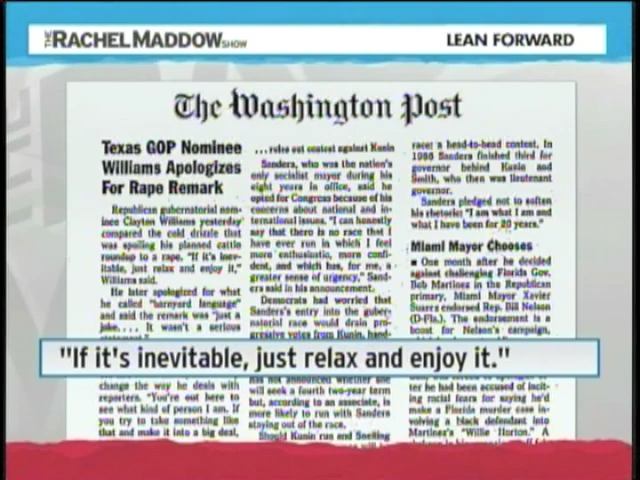 THE RACHEL MADDOW SHOW
LEAN FORWARD
The Washington Post
Texas GOP Nominee
Williams Apologizes
For Rape Remark
Republican gubernatorial nom-
inee Clayton Williams yesterday
compared the cold drizzle that
was spoiling his planned cattle
roundup to a rape. "If it's inev-
itable, just relax and enjoy it,"
Williams said.
He later apologized for what
he called "barnyard language"
and said the remark was "just a
joke.... It wasn't a serious
statement."
change the way he deals with
reporters. "You're out here to
see what kind of person I am. If
you try to take something like
that and make it into a big deal,
...rules out contest against Kunin
Sanders, who was the nation's
only socialist mayor during his
eight years in office, said he
opted for Congress because of his
concerns about national and in-
ternational issues. "I can honestly
say that there is no race that I
have ever run in which I feel
more enthusiastic, more confi-
dent, and which has, for me, a
greater sense of urgency," Sand-
ers said in his announcement.
Democrats had worried that
Sanders's entry into the guber-
natorial race would drain pro-
gressive votes from Kunin, hand-
has not announced whether she
will seek a fourth two-year term
but, according to an associate, is
more likely to run with Sanders
staying out of the race.
Should Kunin run and Snelling
race: a head-to-head contest. In
1986 Sanders finished third for
governor behind Kunin and
Smith, who then was lieutenant
governor.
Sanders pledged not to soften
his rhetoric: "I am what I am and
what I have been for 20 years."
Miami Mayor Chooses
■ One month after he decided
against challenging Florida Gov.
Bob Martinez in the Republican
primary, Miami Mayor Xavier
Suarez endorsed Rep. Bill Nelson
(D-Fla.). The endorsement is a
boost for Nelson's campaign,
ter he had been accused of incit-
ing racial fears for saying he'd
make a Florida murder case in-
volving a black defendant into
Martinez's "Willie Horton." A
"If it's inevitable, just relax and enjoy it."